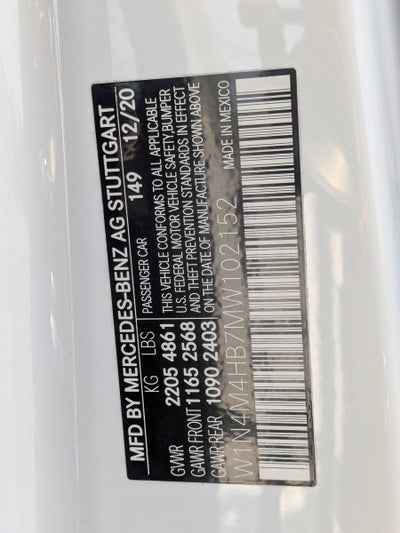 MFD BY MERCEDES-BENZ AG STUTTGART
KG LBS PASSENGER CAR 149 12/20
GVWR 2205 4861 THIS VEHICLE CONFORMS TO ALL APPLICABLE
U.S. FEDERAL MOTOR VEHICLE SAFETY, BUMPER
GAWR FRONT 1165 2568 AND THEFT PREVENTION STANDARDS IN EFFECT
GAWR REAR 1090 2403 ON THE DATE OF MANUFACTURE SHOWN ABOVE
MADE IN MEXICO
W1N4M4HB7MW102152